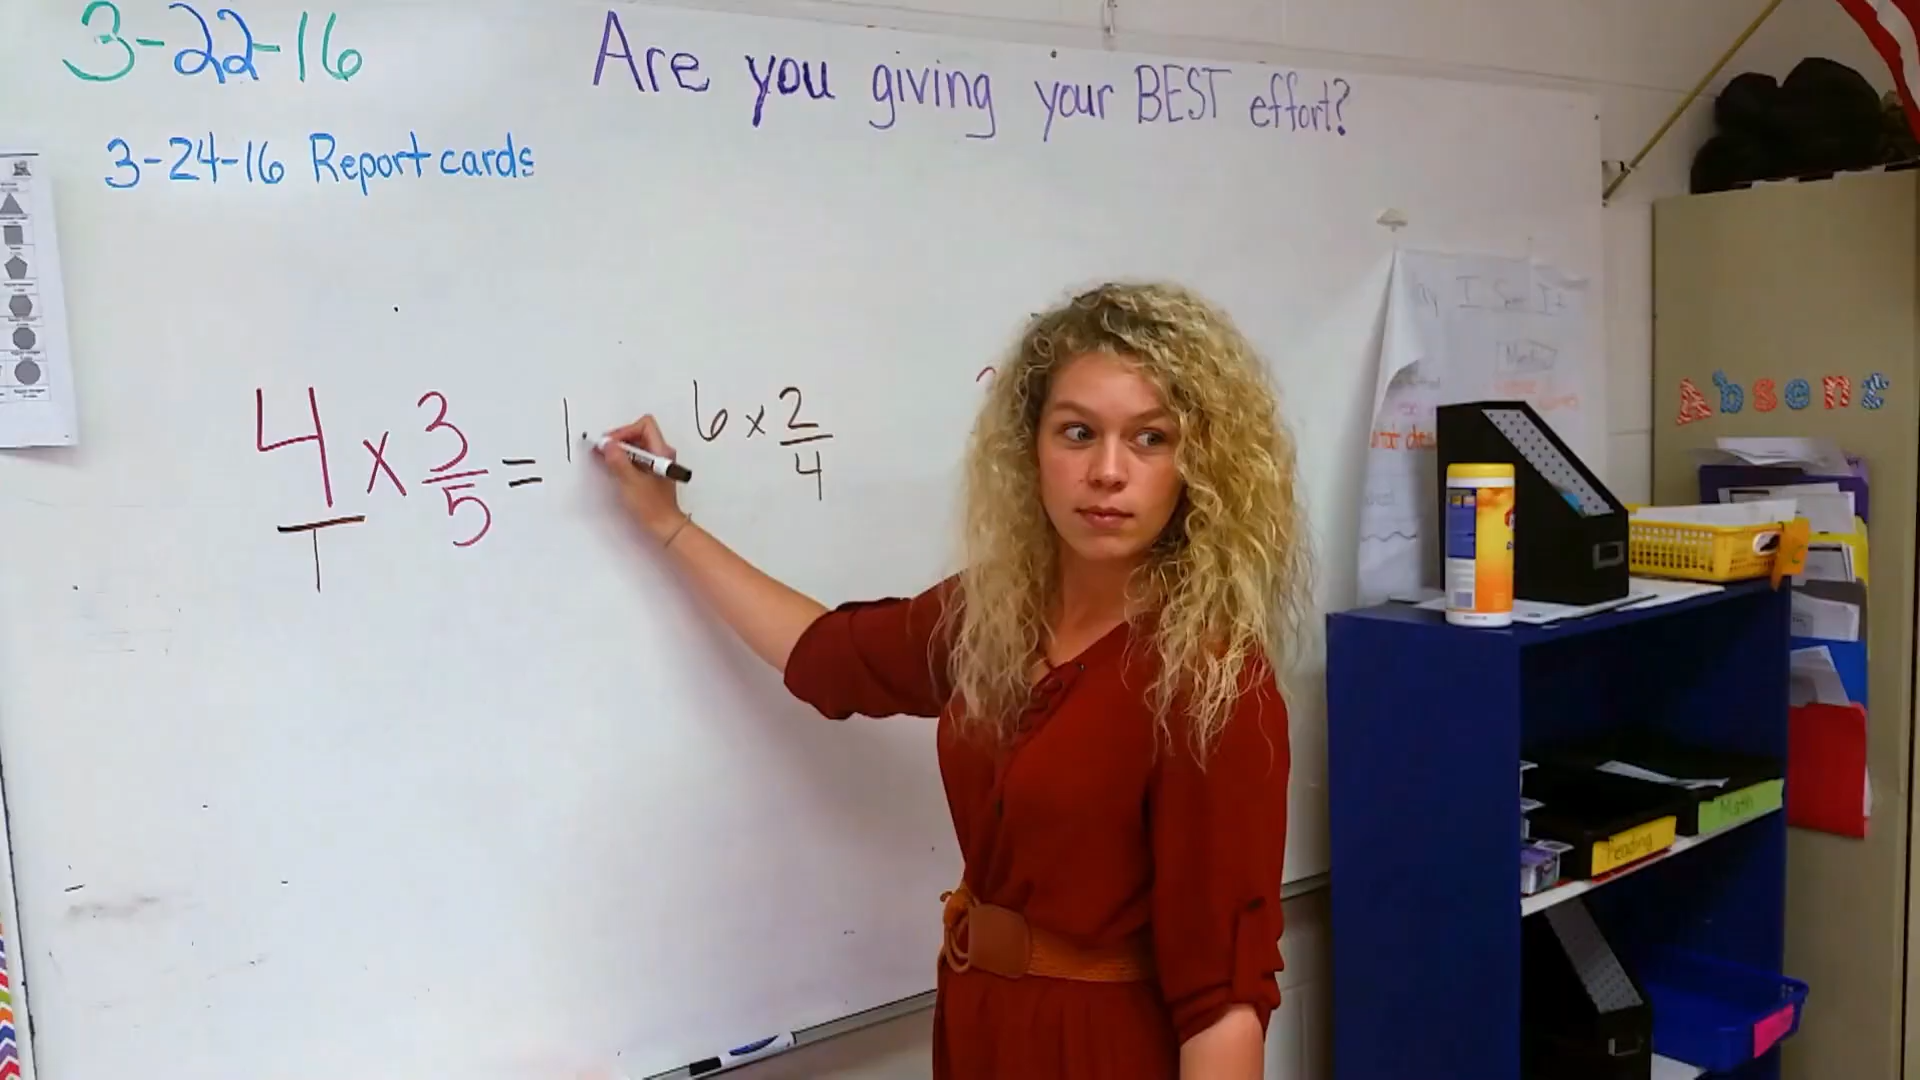 3-22-16
Are you giving your BEST effort?
3-24-16 Report cards
4/1 × 3/5 = 1
6 × 2/4
I
Absent
Math
Reading